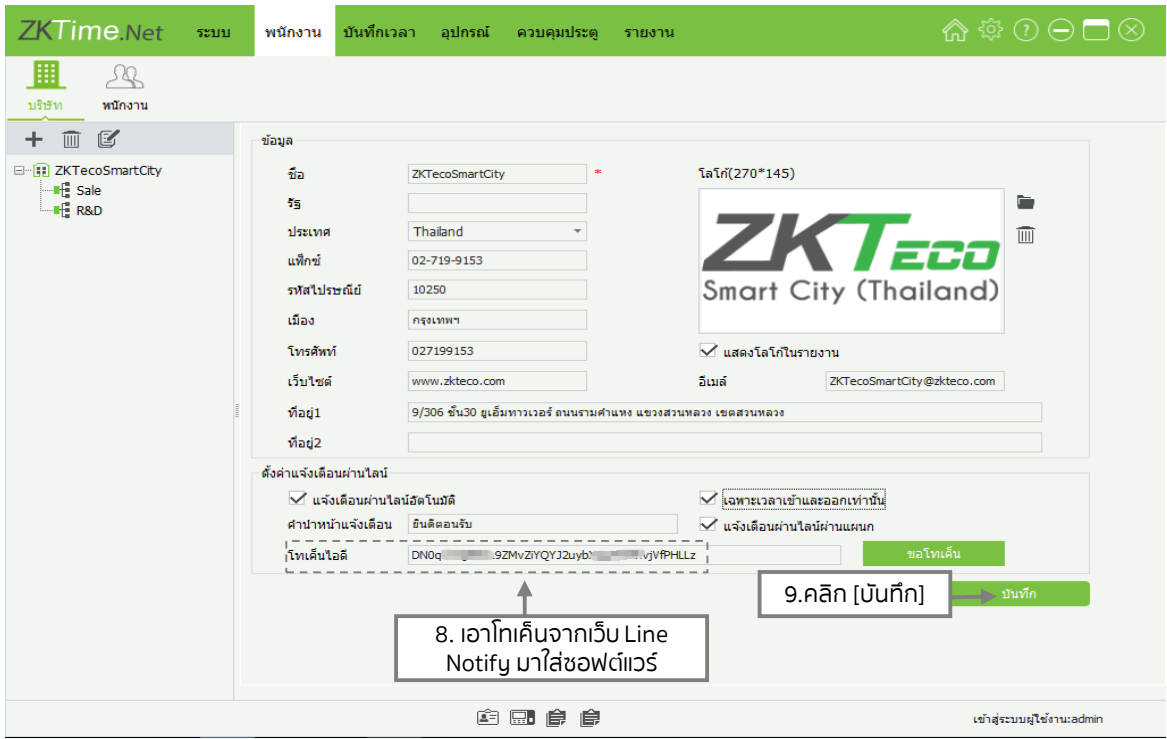 ZKTime.Net ระบบ พนักงาน บันทึกเวลา อุปกรณ์ ควบคุมประตู รายงาน
บริษัท พนักงาน
ZKTecoSmartCity
Sale
R&D
ข้อมูล
ชื่อ ZKTecoSmartCity * โลโก้(270*145)
รัฐ
ประเทศ Thailand
แฟ็กซ์ 02-719-9153
รหัสไปรษณีย์ 10250
ZKTeco
Smart City (Thailand)
เมือง กรุงเทพฯ
โทรศัพท์ 027199153 แสดงโลโก้ในรายงาน
เว็บไซต์ www.zkteco.com อีเมล์ ZKTecoSmartCity@zkteco.com
ที่อยู่1 9/306 ชั้น30 ยูเอ็มทาวเวอร์ ถนนรามคำแหง แขวงสวนหลวง เขตสวนหลวง
ที่อยู่2
ตั้งค่าแจ้งเตือนผ่านไลน์
แจ้งเตือนผ่านไลน์อัตโนมัติ เฉพาะเวลาเข้าและออกเท่านั้น
คำนำหน้าแจ้งเตือน ยินดีตอนรับ แจ้งเตือนผ่านไลน์ผ่านแผนก
โทเค็นไอดี DN0q .9ZMvZiYQYJ2uyb vjVfPHLLz ขอโทเค็น
9.คลิก [บันทึก] บันทึก
8. เอาโทเค็นจากเว็บ Line
Notify มาใส่ซอฟต์แวร์
เข้าสู่ระบบผู้ใช้งาน:admin